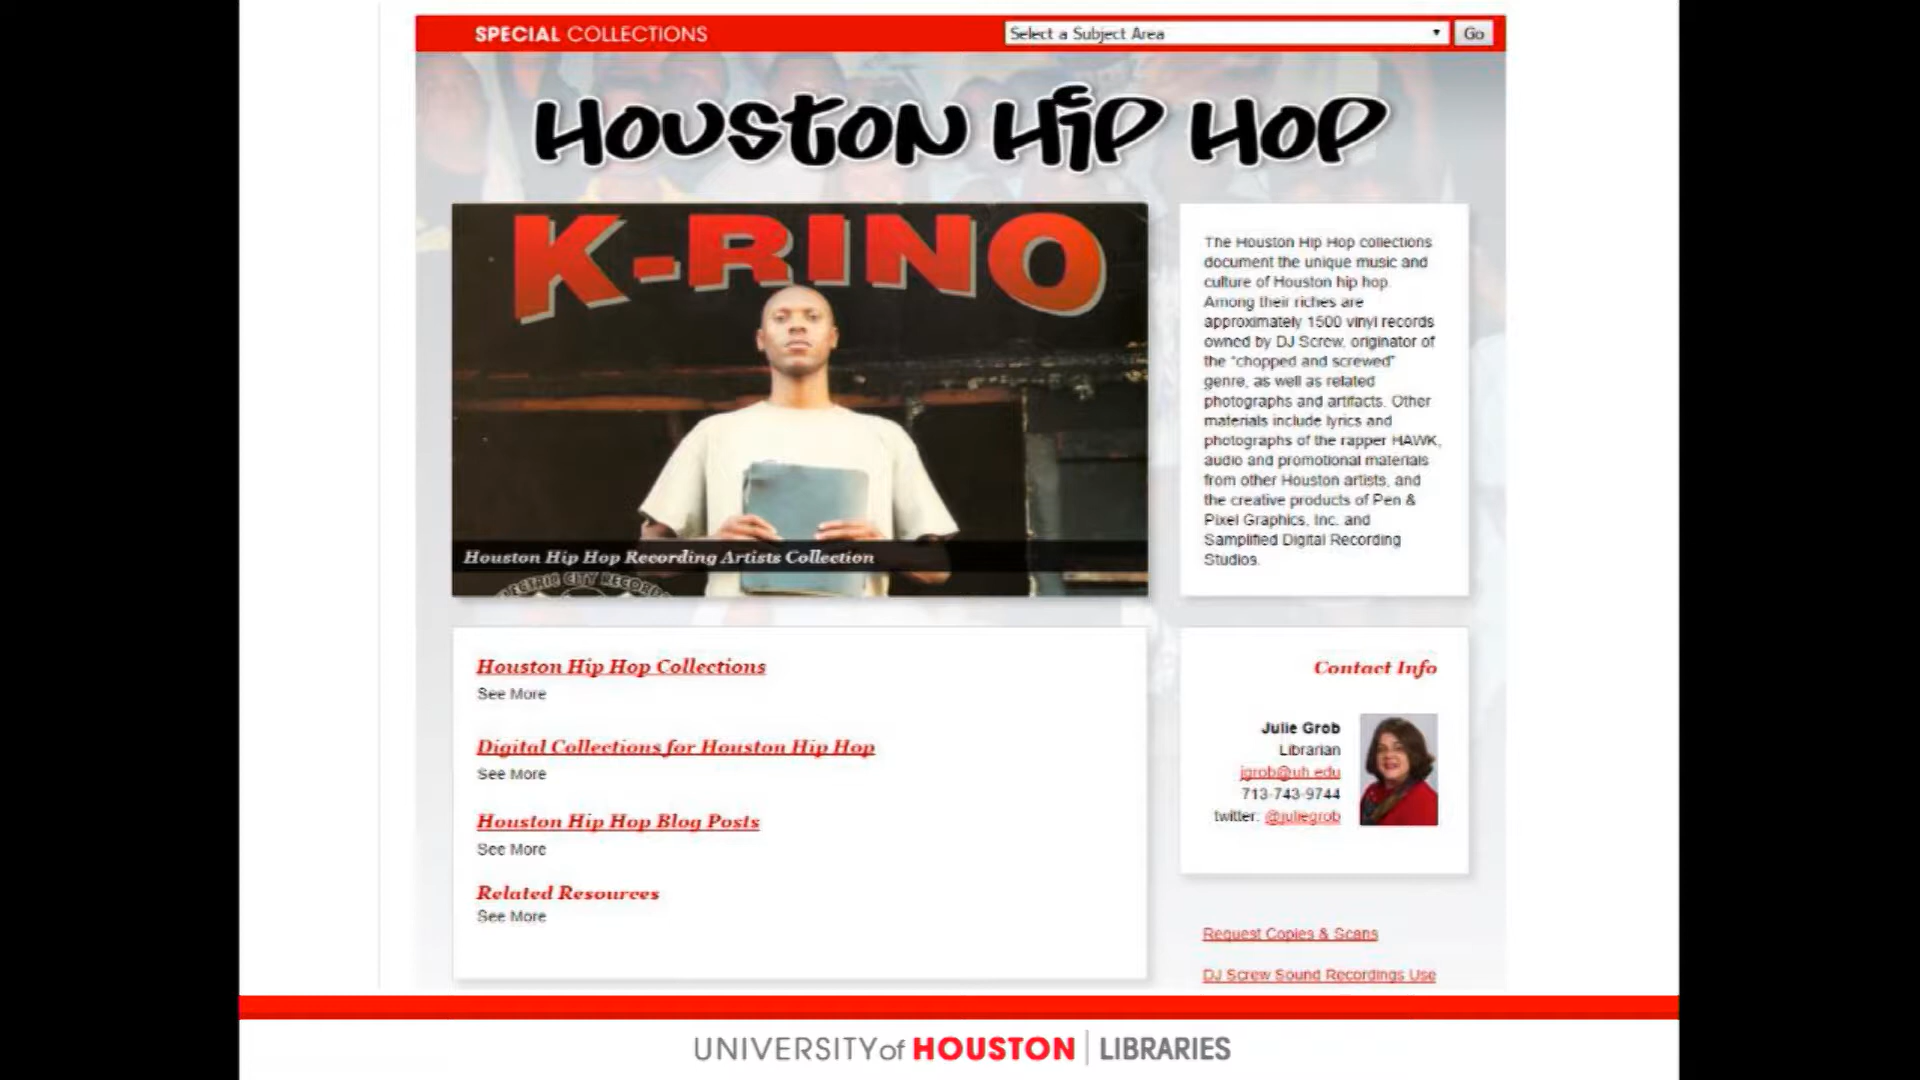 SPECIAL COLLECTIONS
Select a Subject Area
Go
Houston Hip Hop
K-RINO
Houston Hip Hop Recording Artists Collection
The Houston Hip Hop collections
document the unique music and
culture of Houston hip hop.
Among their riches are
approximately 1500 vinyl records
owned by DJ Screw, originator of
the "chopped and screwed"
genre, as well as related
photographs and artifacts. Other
materials include lyrics and
photographs of the rapper HAWK,
audio and promotional materials
from other Houston artists, and
the creative products of Pen &
Pixel Graphics, Inc. and
Samplified Digital Recording
Studios.
Houston Hip Hop Collections
See More
Digital Collections for Houston Hip Hop
See More
Houston Hip Hop Blog Posts
See More
Related Resources
See More
Contact Info
Julie Grob
Librarian
jgrob@uh.edu
713-743-9744
twitter: @juliegrob
Request Copies & Scans
DJ Screw Sound Recordings Use
UNIVERSITY of HOUSTON | LIBRARIES